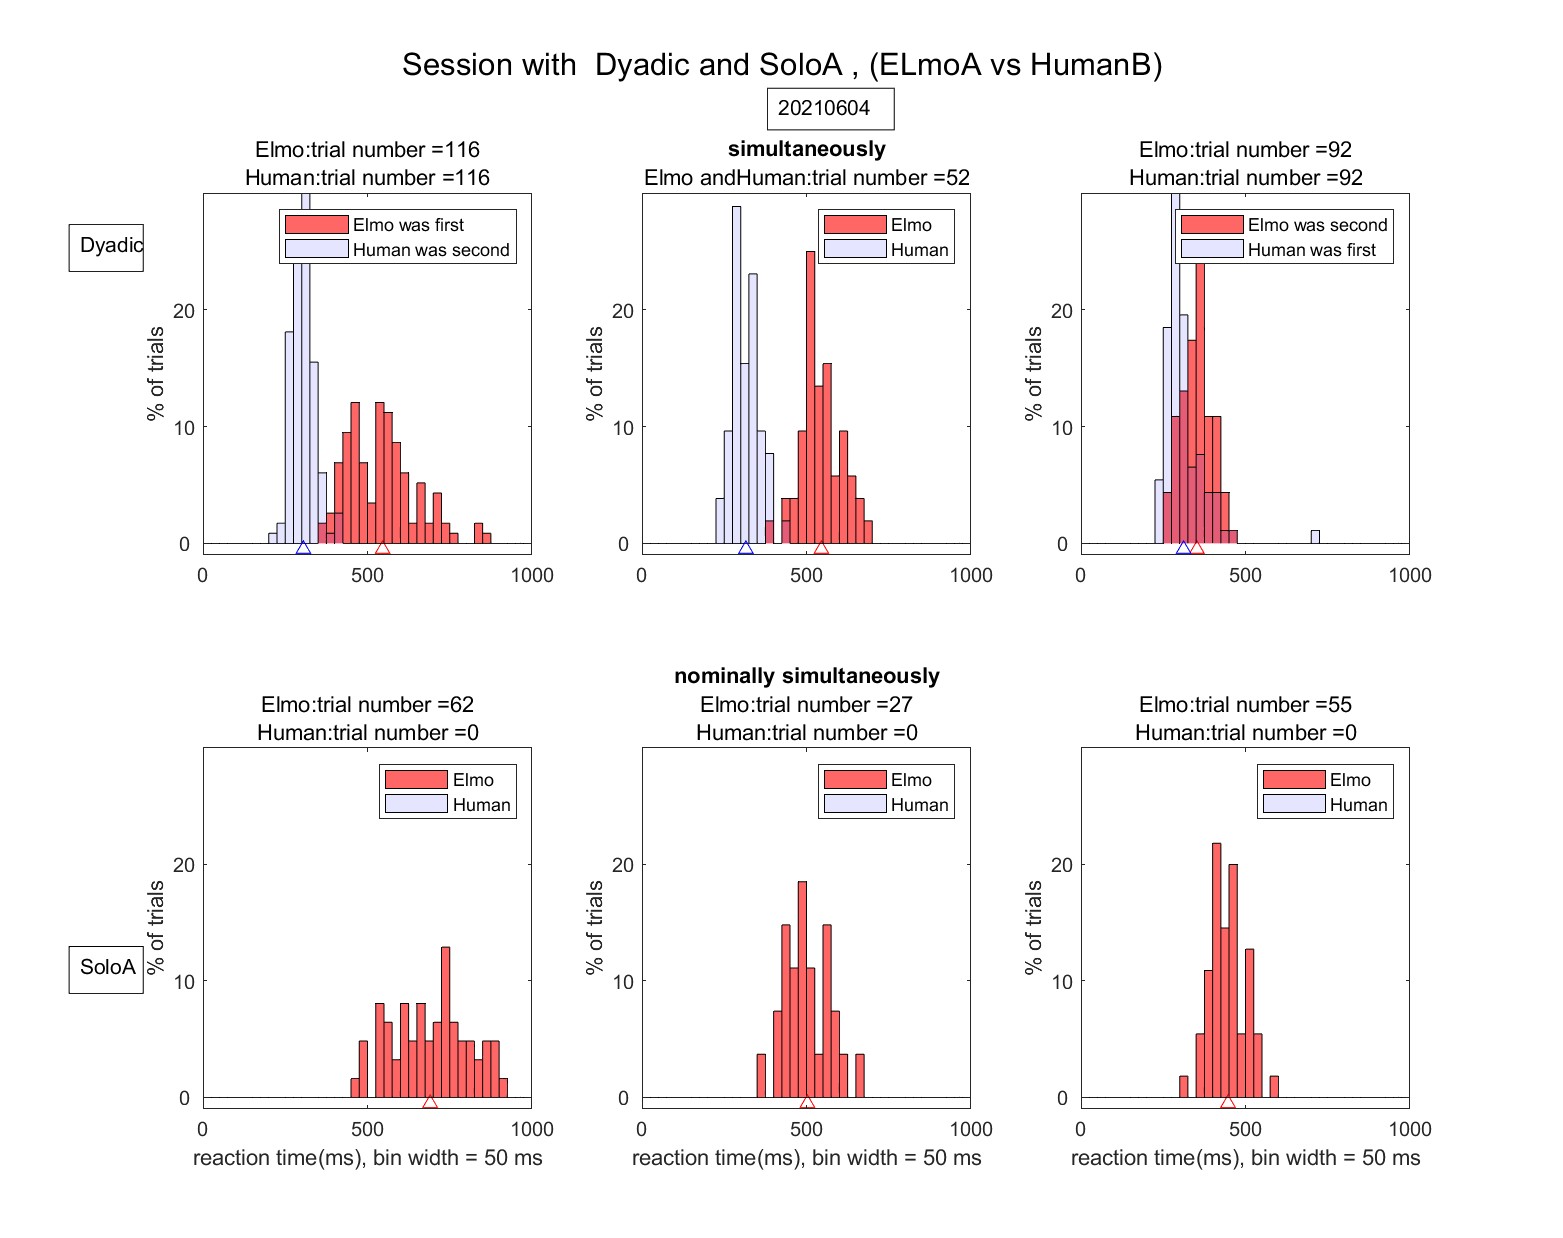 Session with  Dyadic and SoloA , (ELmoA vs HumanB)
20210604
Dyadic
Elmo:trial number =116
Human:trial number =116
Elmo was first
Human was second
% of trials
20
10
0
0 500 1000
simultaneously
Elmo andHuman:trial number =52
Elmo
Human
% of trials
20
10
0
0 500 1000
Elmo:trial number =92
Human:trial number =92
Elmo was second
Human was first
% of trials
20
10
0
0 500 1000
SoloA
Elmo:trial number =62
Human:trial number =0
Elmo
Human
% of trials
20
10
0
0 500 1000
reaction time(ms), bin width = 50 ms
nominally simultaneously
Elmo:trial number =27
Human:trial number =0
Elmo
Human
% of trials
20
10
0
0 500 1000
reaction time(ms), bin width = 50 ms
Elmo:trial number =55
Human:trial number =0
Elmo
Human
% of trials
20
10
0
0 500 1000
reaction time(ms), bin width = 50 ms